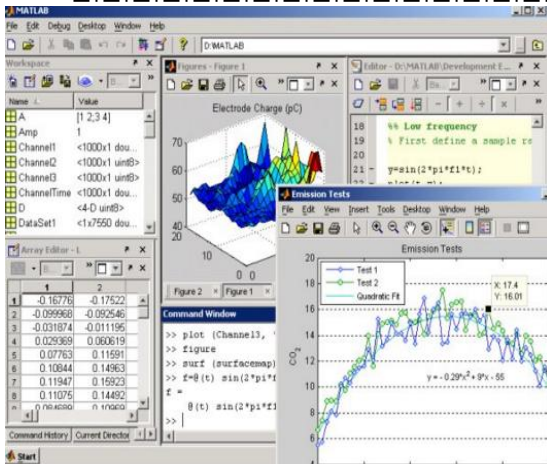 MATLAB
File Edit Debug Desktop Window Help
D:\MATLAB
Workspace
Name Value
A [1 2;3 4]
Amp 1
Channel1 <1000x1 dou...
Channel2 <1000x1 uint8>
Channel3 <1000x1 uint8>
ChannelTime <1000x1 uint8>
D <4-D uint8>
DataSet1 <1x7550 dou...
Figures - Figure 1
Electrode Charge (pC)
70
60
50
40
20
10
0 0
Figure 2 Figure 1
Editor - D:\MATLAB\Development E...
18 %% Low frequency
19 % First define a sample re
20
21 - y=sin(2*pi*f1*t);
Array Editor - L
1 2
1 -0.16776 -0.17522
2 -0.099968 -0.092546
3 -0.031874 -0.011195
4 0.029369 0.060619
5 0.07763 0.11591
6 0.10844 0.14963
7 0.11947 0.15923
8 0.11075 0.14492
Command History Current Director
Command Window
>> plot (Channel3, '
>> figure
>> surf (surfacemap)
>> f=@(t) sin(2*pi*f
f =
@(t) sin(2*pi*f1
>>
Emission Tests
File Edit View Insert Tools Desktop Window Help
Emission Tests
Test 1
Test 2
Quadratic Fit
X: 17.4
Y: 16.01
y = - 0.29*x2 + 9*x - 55
CO2
20
18
16
14
12
10
8
6
4
Start